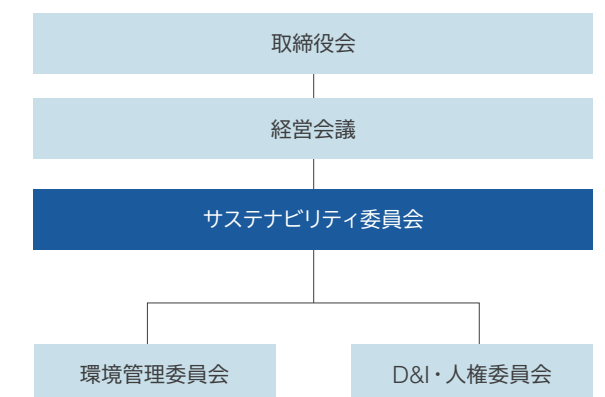 取締役会
経営会議
サステナビリティ委員会
環境管理委員会
D&I・人権委員会